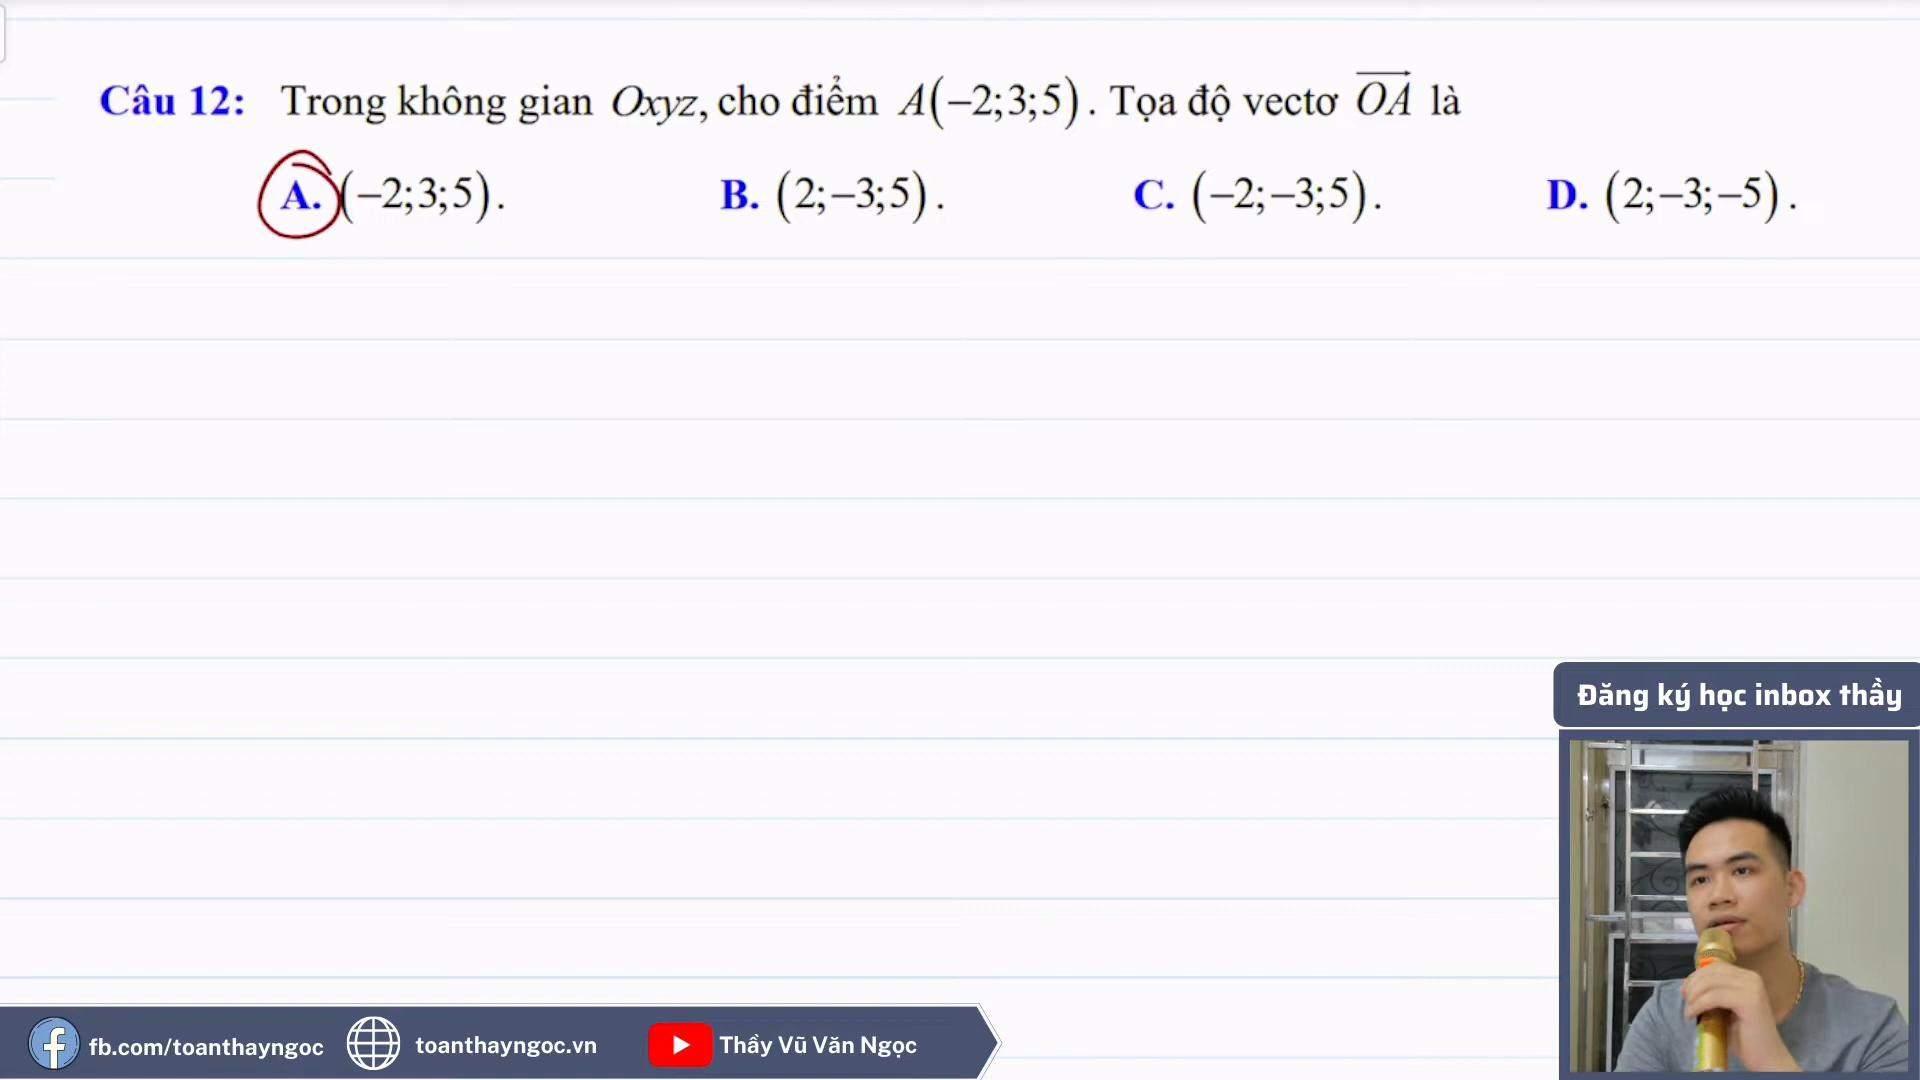 Câu 12: Trong không gian Oxyz, cho điểm A(−2;3;5). Tọa độ vectơ \overrightarrow{OA} là
A. (−2;3;5). B. (2;−3;5). C. (−2;−3;5). D. (2;−3;−5).
Đăng ký học inbox thầy
fb.com/toanthayngoc toanthayngoc.vn Thầy Vũ Văn Ngọc